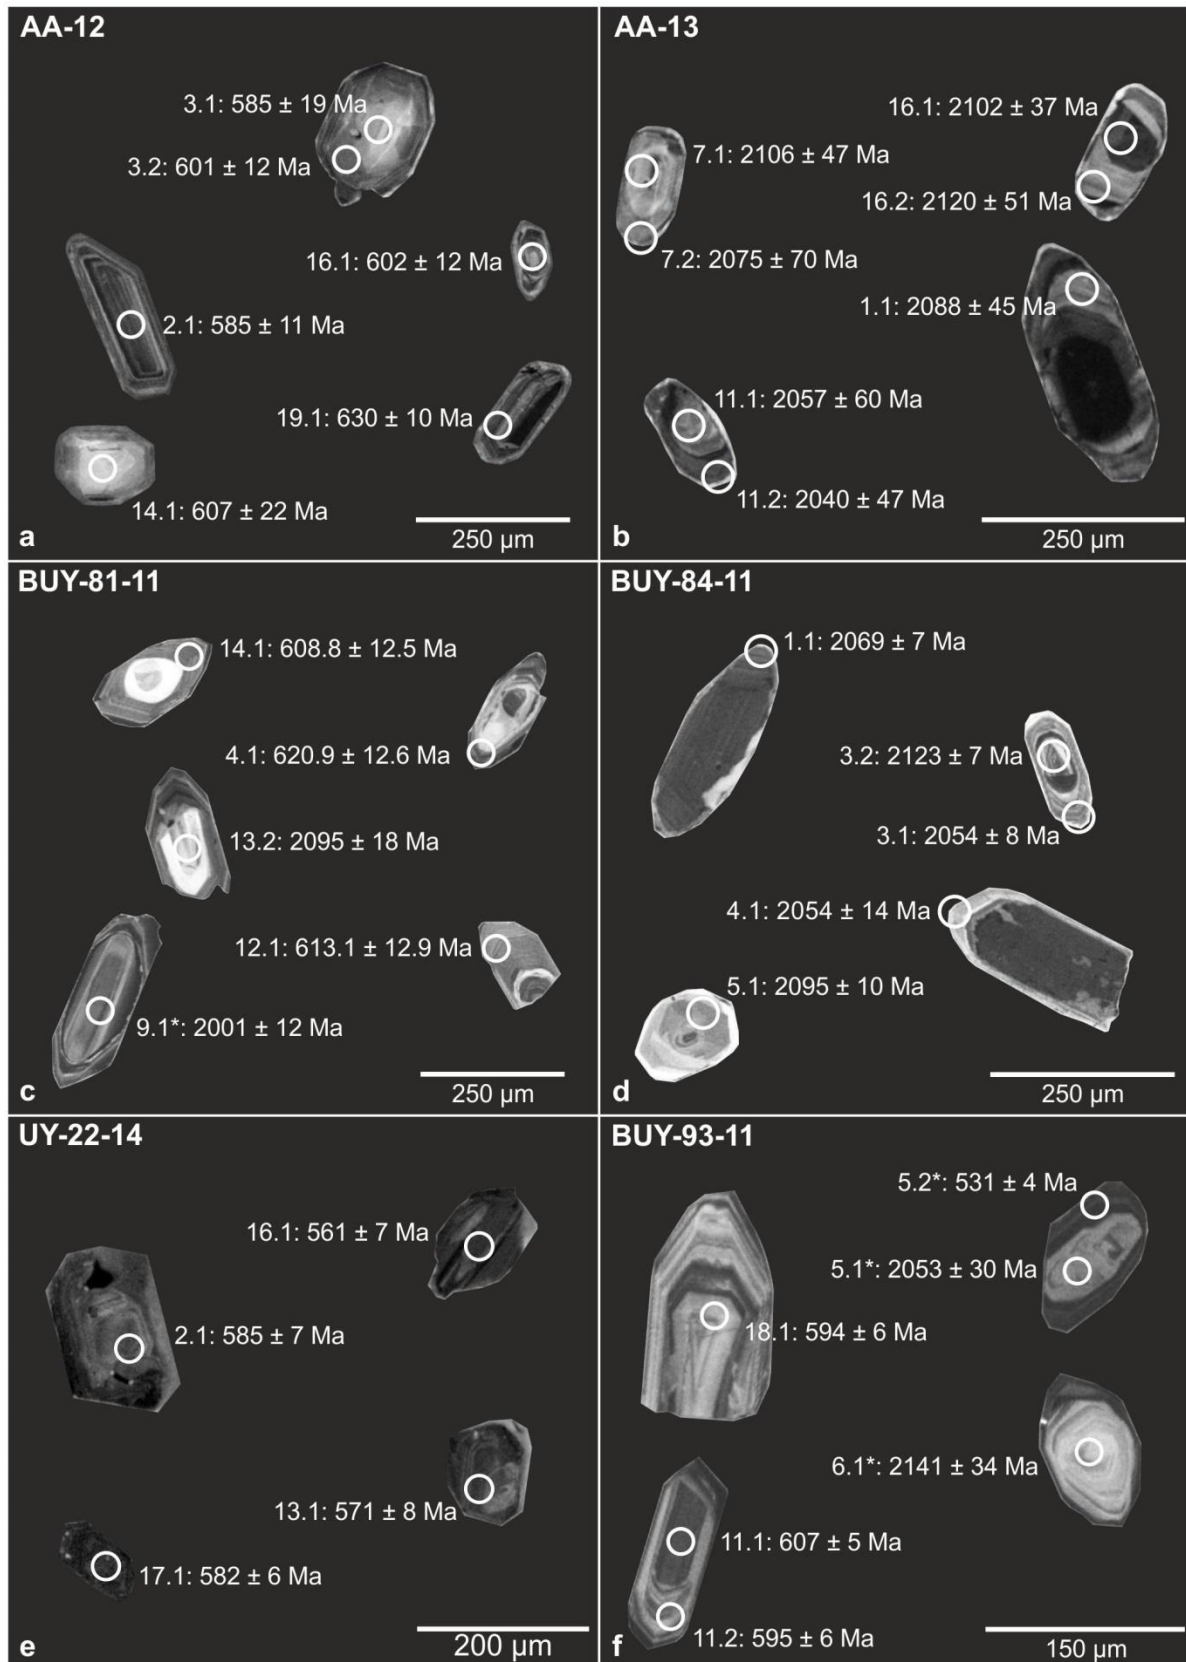 AA-12
3.1: 585 ± 19 Ma
3.2: 601 ± 12 Ma
16.1: 602 ± 12 Ma
2.1: 585 ± 11 Ma
19.1: 630 ± 10 Ma
14.1: 607 ± 22 Ma
250 µm
a
AA-13
16.1: 2102 ± 37 Ma
7.1: 2106 ± 47 Ma
16.2: 2120 ± 51 Ma
7.2: 2075 ± 70 Ma
1.1: 2088 ± 45 Ma
11.1: 2057 ± 60 Ma
11.2: 2040 ± 47 Ma
250 µm
b
BUY-81-11
14.1: 608.8 ± 12.5 Ma
4.1: 620.9 ± 12.6 Ma
13.2: 2095 ± 18 Ma
12.1: 613.1 ± 12.9 Ma
9.1*: 2001 ± 12 Ma
250 µm
c
BUY-84-11
1.1: 2069 ± 7 Ma
3.2: 2123 ± 7 Ma
3.1: 2054 ± 8 Ma
4.1: 2054 ± 14 Ma
5.1: 2095 ± 10 Ma
250 µm
d
UY-22-14
16.1: 561 ± 7 Ma
2.1: 585 ± 7 Ma
13.1: 571 ± 8 Ma
17.1: 582 ± 6 Ma
200 µm
e
BUY-93-11
5.2*: 531 ± 4 Ma
5.1*: 2053 ± 30 Ma
18.1: 594 ± 6 Ma
6.1*: 2141 ± 34 Ma
11.1: 607 ± 5 Ma
11.2: 595 ± 6 Ma
150 µm
f